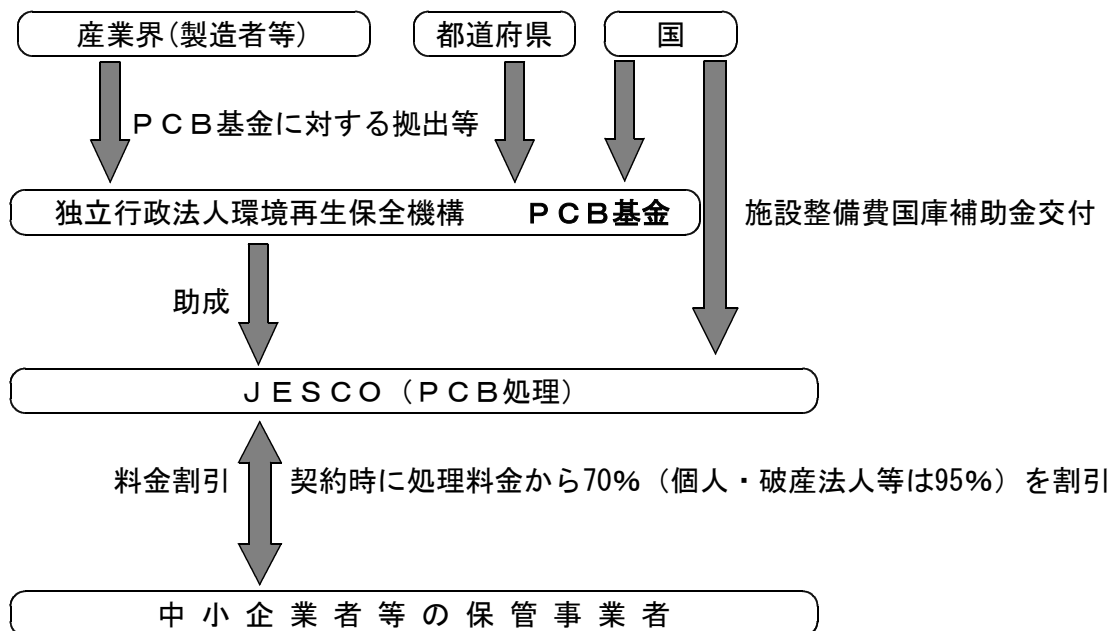 産業界(製造者等)
都道府県
国
ＰＣＢ基金に対する拠出等
独立行政法人環境再生保全機構　ＰＣＢ基金
施設整備費国庫補助金交付
助成
ＪＥＳＣＯ（ＰＣＢ処理）
料金割引
契約時に処理料金から70%（個人・破産法人等は95%）を割引
中小企業者等の保管事業者